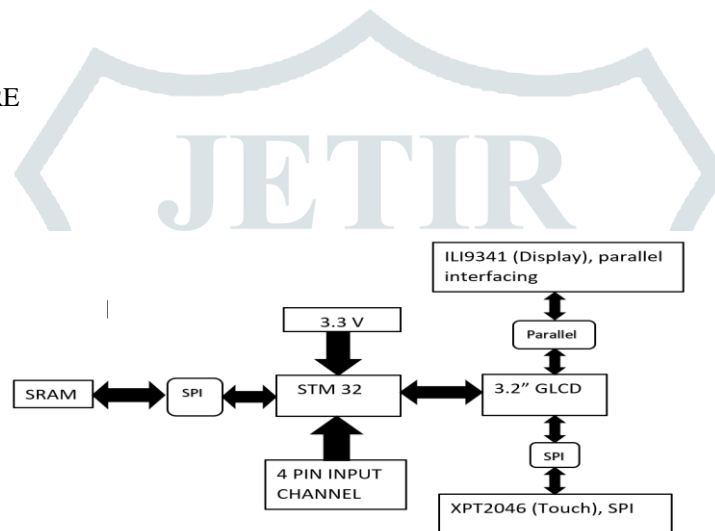 RE
JETIR
ILI9341 (Display), parallel
interfacing
3.3 V
Parallel
SRAM
SPI
STM 32
3.2” GLCD
SPI
4 PIN INPUT
CHANNEL
XPT2046 (Touch), SPI